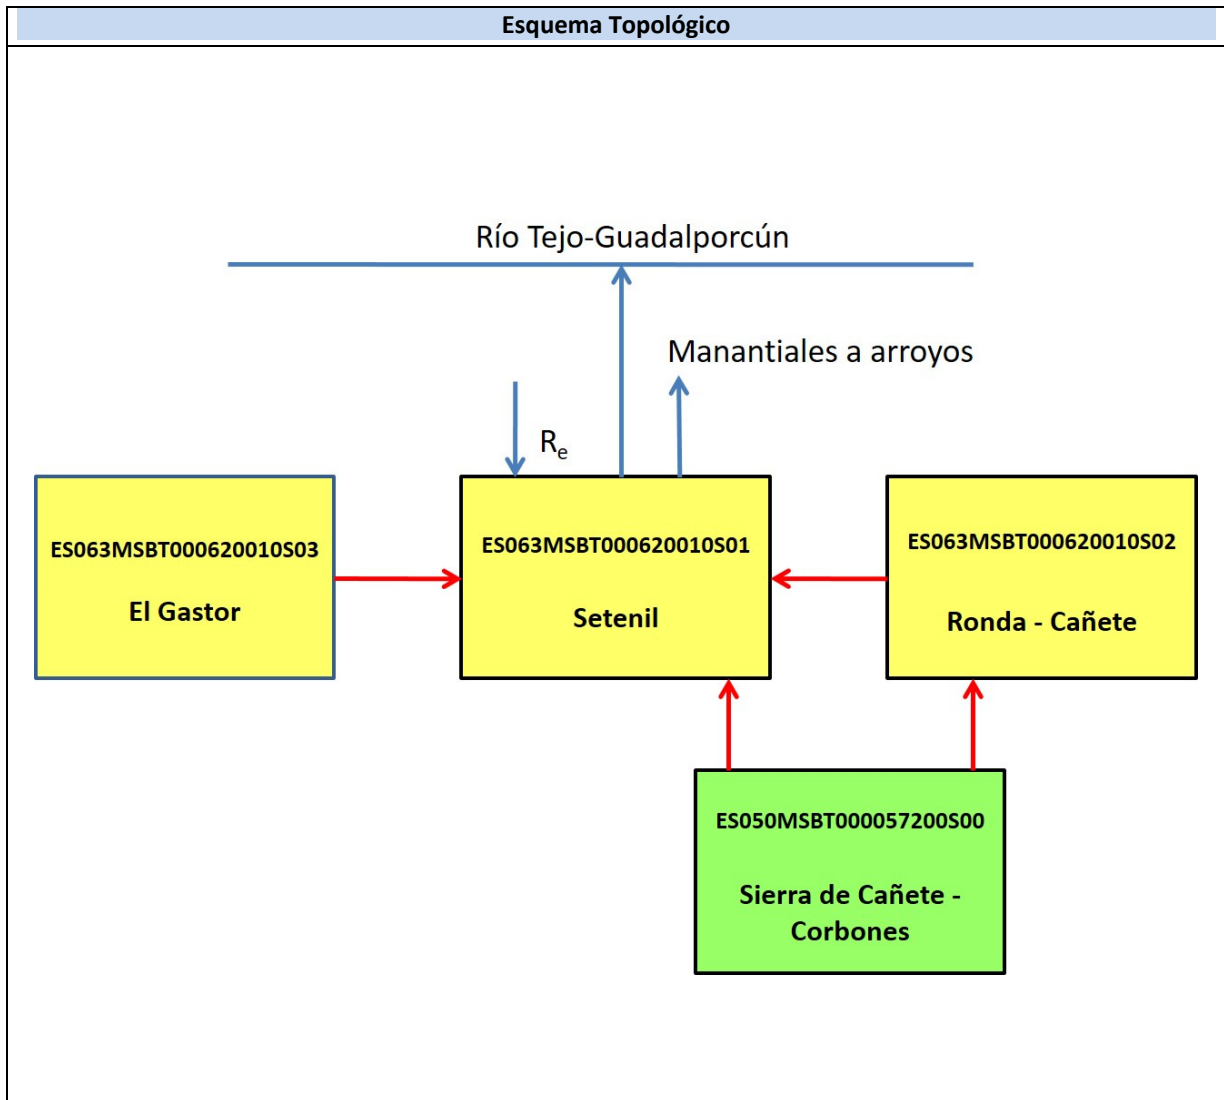 Esquema Topológico
Río Tejo-Guadalporcún
Manantiales a arroyos
Re
ES063MSBT000620010S03
El Gastor
ES063MSBT000620010S01
Setenil
ES063MSBT000620010S02
Ronda - Cañete
ES050MSBT000057200S00
Sierra de Cañete -
Corbones